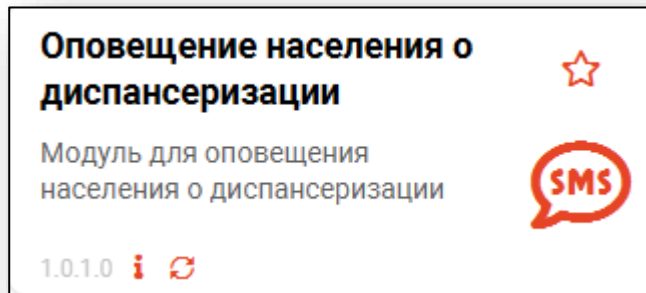 Оповещение населения о
диспансеризации
Модуль для оповещения
населения о диспансеризации
SMS
1.0.1.0 i